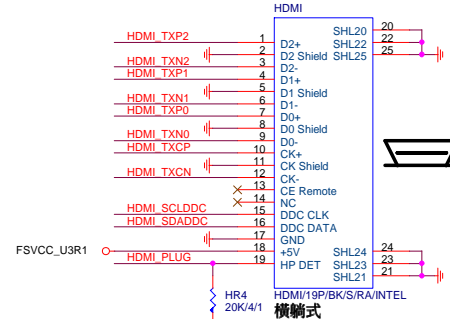 HDMI
HDMI_TXP2 1 D2+ SHL20 20
2 D2 Shield SHL22 22
HDMI_TXN2 3 D2- SHL25 25
HDMI_TXP1 4 D1+
5 D1 Shield
HDMI_TXN1 6 D1-
HDMI_TXP0 7 D0+
8 D0 Shield
HDMI_TXN0 9 D0-
HDMI_TXCP 10 CK+
11 CK Shield
HDMI_TXCN 12 CK-
13 CE Remote
14 NC
HDMI_SCLDDC 15 DDC CLK
HDMI_SDADDC 16 DDC DATA
17 GND
FSVCC_U3R1 18 +5V SHL24 24
HDMI_PLUG 19 HP DET SHL23 23
SHL21 21
HR4 HDMI/19P/BK/S/RA/INTEL
20K/4/1 橫躺式